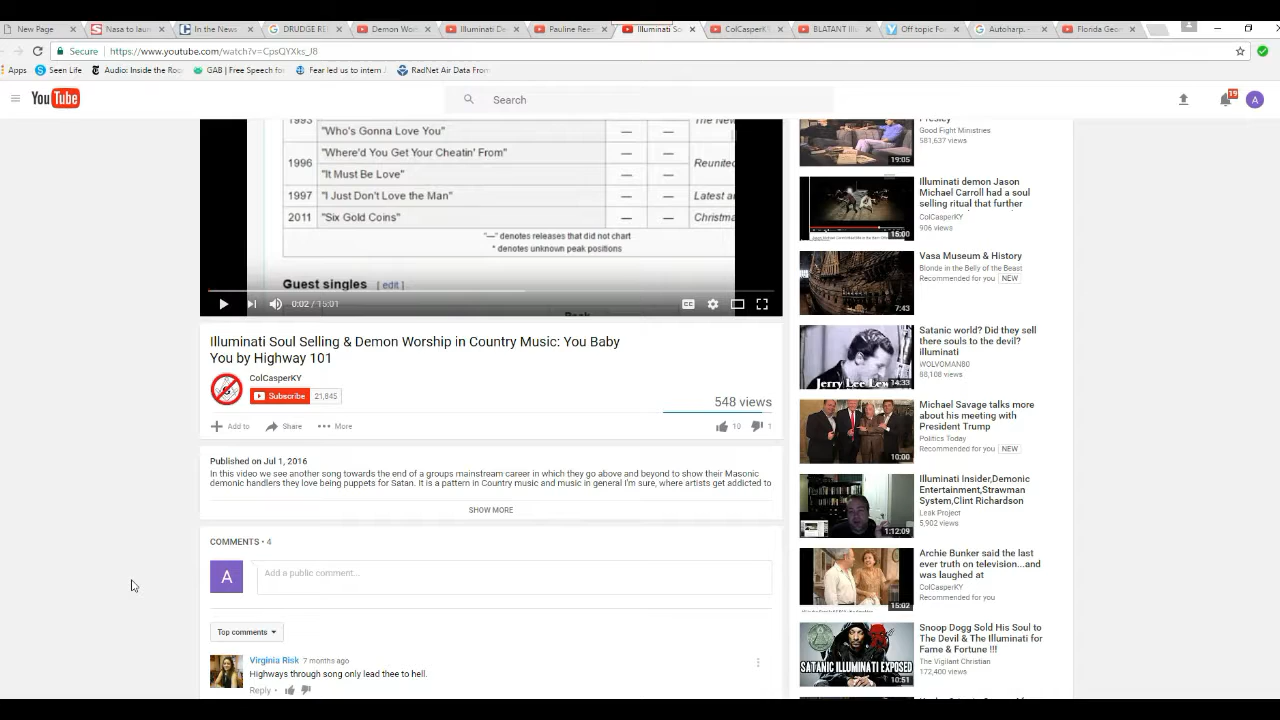 New Page
Nasa to laun
In the News
DRUDGE RE
Demon Wor
Illuminati De
Pauline Rees
Illuminati So
ColCasperK
BLATANT Ill
Off topic Fo
Autoharp. -
Florida Geor
Secure | https://www.youtube.com/watch?v=CpsQYXks_J8
Apps
Seen Life
Audio: Inside the Roo
GAB | Free Speech for
Fear led us to intern J
RadNet Air Data From
YouTube
Search
19
A
1993
"Who's Gonna Love You"
—
—
The New
1996
"Where'd You Get Your Cheatin' From"
—
—
Reunited
"It Must Be Love"
—
—
1997
"I Just Don't Love the Man"
—
—
Latest an
2011
"Six Gold Coins"
—
—
Christma
"—" denotes releases that did not chart
* denotes unknown peak positions
Guest singles [ edit ]
Peak
0:02 / 15:01
CC
Illuminati Soul Selling & Demon Worship in Country Music: You Baby
You by Highway 101
ColCasperKY
Subscribe 21,845
548 views
Add to
Share
More
10
1
Published on Jul 1, 2016
In this video we see another song towards the end of a groups mainstream career in which they go above and beyond to show their Masonic
demonic handlers they love being puppets for Satan. It is a pattern in Country music and music in general I'm sure, where artists get addicted to
SHOW MORE
COMMENTS • 4
A
Add a public comment...
Top comments
Virginia Risk 7 months ago
Highways through song only lead thee to hell.
Reply
Presley
Good Fight Ministries
581,637 views
19:05
Illuminati demon Jason
Michael Carroll had a soul
selling ritual that further
ColCasperKY
906 views
15:00
Vasa Museum & History
Blonde in the Belly of the Beast
Recommended for you NEW
7:43
Satanic world? Did they sell
there souls to the devil?
illuminati
WOLVOMAN80
88,108 views
Jerry Lee Lew
14:33
Michael Savage talks more
about his meeting with
President Trump
Politics Today
Recommended for you NEW
10:00
Illuminati Insider,Demonic
Entertainment,Strawman
System,Clint Richardson
Leak Project
5,902 views
1:12:09
Archie Bunker said the last
ever truth on television...and
was laughed at
ColCasperKY
Recommended for you
15:02
Snoop Dogg Sold His Soul to
The Devil & The Illuminati for
Fame & Fortune !!!
The Vigilant Christian
172,400 views
SATANIC ILLUMINATI EXPOSED
10:51